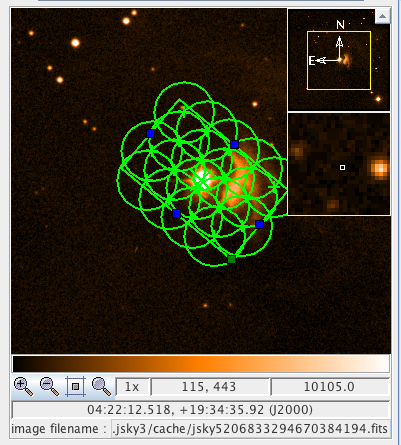 N
E
1x
115, 443
10105.0
04:22:12.518, +19:34:35.92 (J2000)
image filename : .jsky3/cache/jsky5206833294670384194.fits